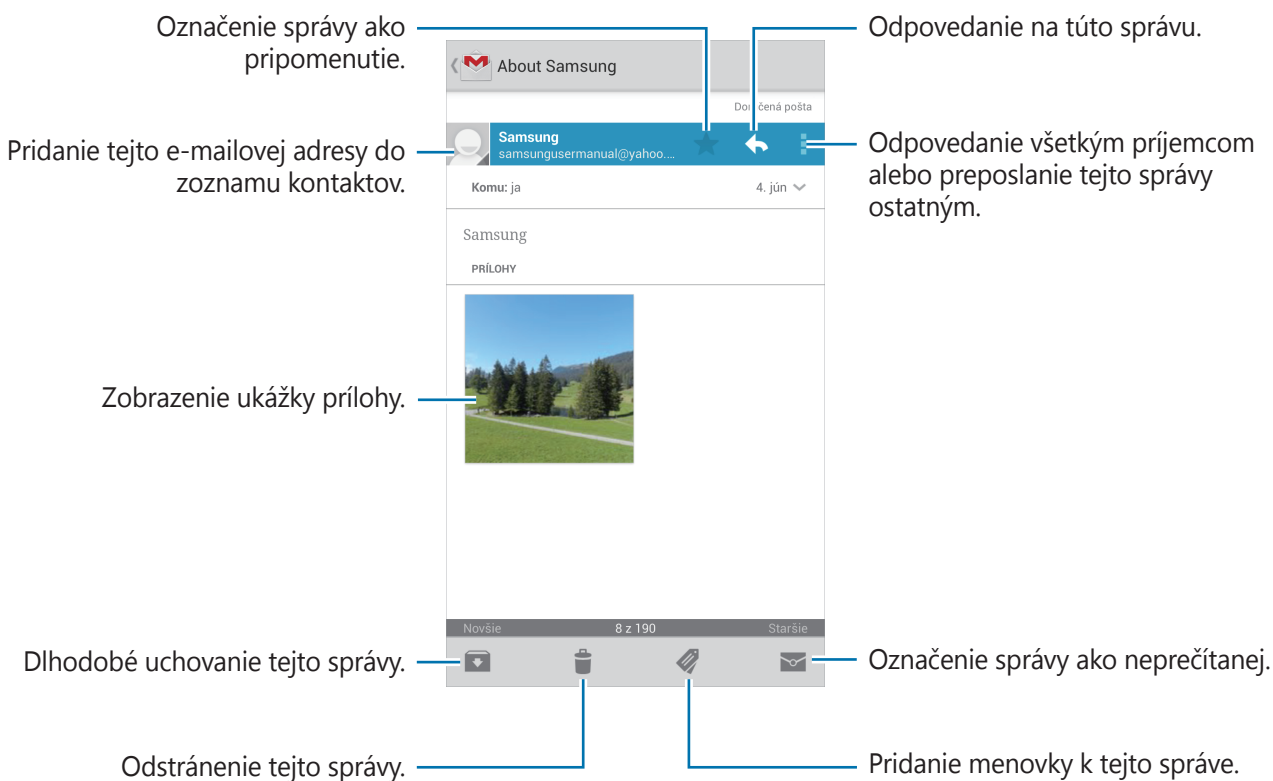 Označenie správy ako
pripomenutie.
Odpovedanie na túto správu.
About Samsung
Doručená pošta
Pridanie tejto e-mailovej adresy do
zoznamu kontaktov.
Samsung
samsungusermanual@yahoo....
Odpovedanie všetkým príjemcom
alebo preposlanie tejto správy
ostatným.
Komu: ja
4. jún
Samsung
PRÍLOHY
Zobrazenie ukážky prílohy.
Novšie
8 z 190
Staršie
Dlhodobé uchovanie tejto správy.
Označenie správy ako neprečítanej.
Odstránenie tejto správy.
Pridanie menovky k tejto správe.